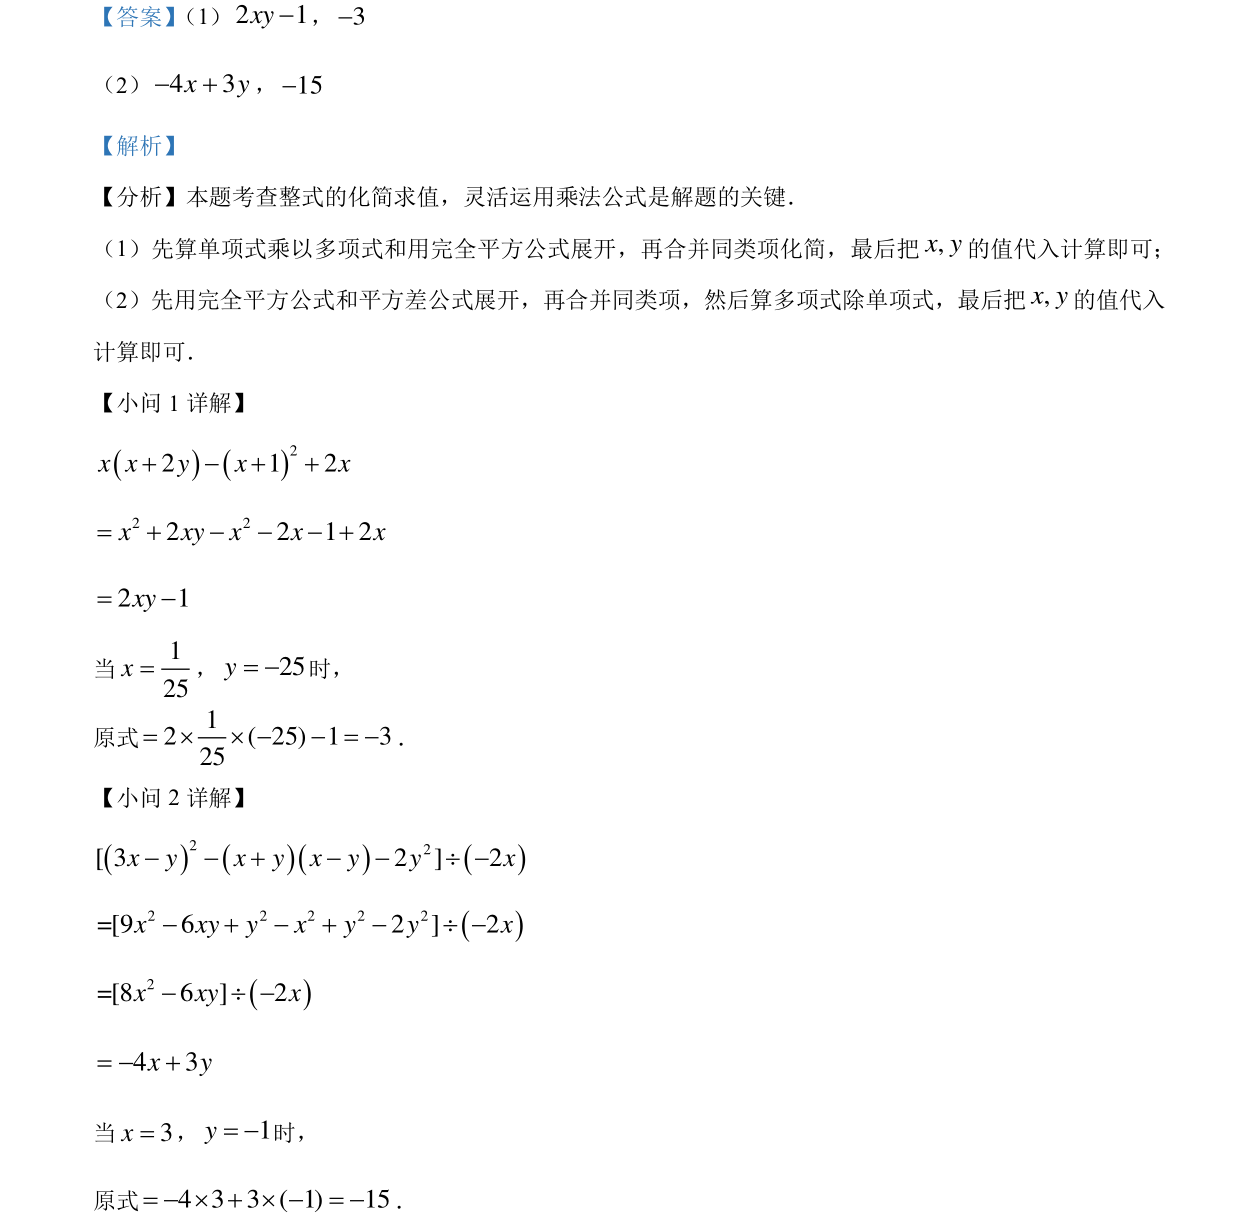 【答案】（1）2xy−1，−3
（2）−4x+3y，−15
【解析】
【分析】本题考查整式的化简求值，灵活运用乘法公式是解题的关键．
（1）先算单项式乘以多项式和用完全平方公式展开，再合并同类项化简，最后把 x, y 的值代入计算即可；
（2）先用完全平方公式和平方差公式展开，再合并同类项，然后算多项式除单项式，最后把 x, y 的值代入
计算即可．
【小问 1 详解】
x(x+2y)−(x+1)²+2x
=x²+2xy−x²−2x−1+2x
=2xy−1
当 x=1/25，y=−25时，
原式=2×1/25×(−25)−1=−3．
【小问 2 详解】
[(3x−y)²−(x+y)(x−y)−2y²]÷(−2x)
=[9x²−6xy+y²−x²+y²−2y²]÷(−2x)
=[8x²−6xy]÷(−2x)
=−4x+3y
当 x=3，y=−1时，
原式=−4×3+3×(−1)=−15．